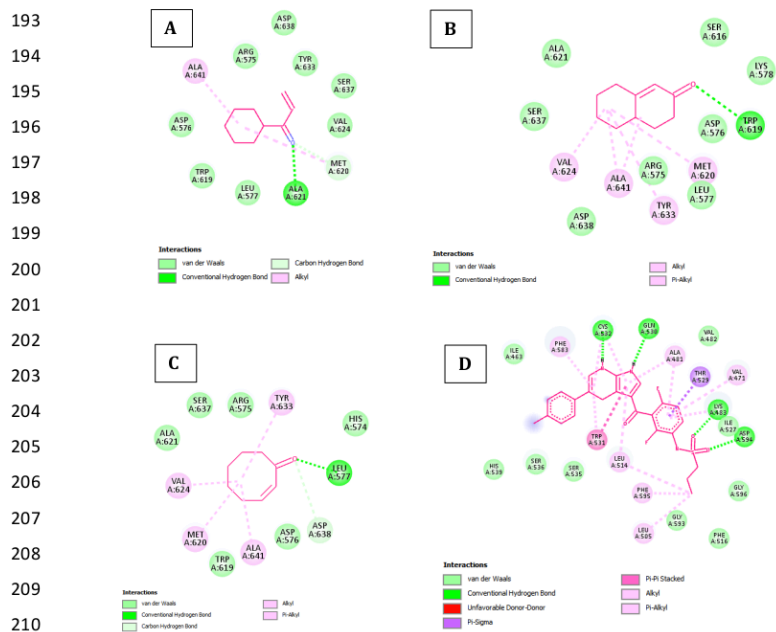 193
194
195
196
197
198
199
200
201
202
203
204
205
206
207
208
209
210
A
ASP
A:638
ARG
A:575
TYR
A:633
ALA
A:641
SER
A:637
ASP
A:576
VAL
A:624
TRP
A:619
LEU
A:577
ALA
A:621
MET
A:620
Interactions
van der Waals
Conventional Hydrogen Bond
Carbon Hydrogen Bond
Alkyl
B
SER
A:616
ALA
A:621
LYS
A:578
SER
A:637
ASP
A:576
TRP
A:619
VAL
A:624
ALA
A:641
ARG
A:575
MET
A:620
LEU
A:577
TYR
A:633
ASP
A:638
Interactions
van der Waals
Conventional Hydrogen Bond
Alkyl
Pi-Alkyl
C
SER
A:637
ARG
A:575
TYR
A:633
ALA
A:621
HIS
A:574
LEU
A:577
VAL
A:624
MET
A:620
TRP
A:619
ALA
A:641
ASP
A:576
ASP
A:638
Interactions
van der Waals
Conventional Hydrogen Bond
Carbon Hydrogen Bond
Alkyl
Pi-Alkyl
D
CYS
A:532
GLN
A:530
VAL
A:482
ILE
A:463
PHE
A:583
ALA
A:481
THR
A:529
VAL
A:471
LYS
A:483
ILE
A:527
ASP
A:594
TRP
A:531
LEU
A:514
HIS
A:539
SER
A:536
SER
A:535
PHE
A:595
GLY
A:596
GLY
A:593
LEU
A:505
PHE
A:516
Interactions
van der Waals
Conventional Hydrogen Bond
Unfavorable Donor-Donor
Pi-Sigma
Pi-Pi Stacked
Alkyl
Pi-Alkyl